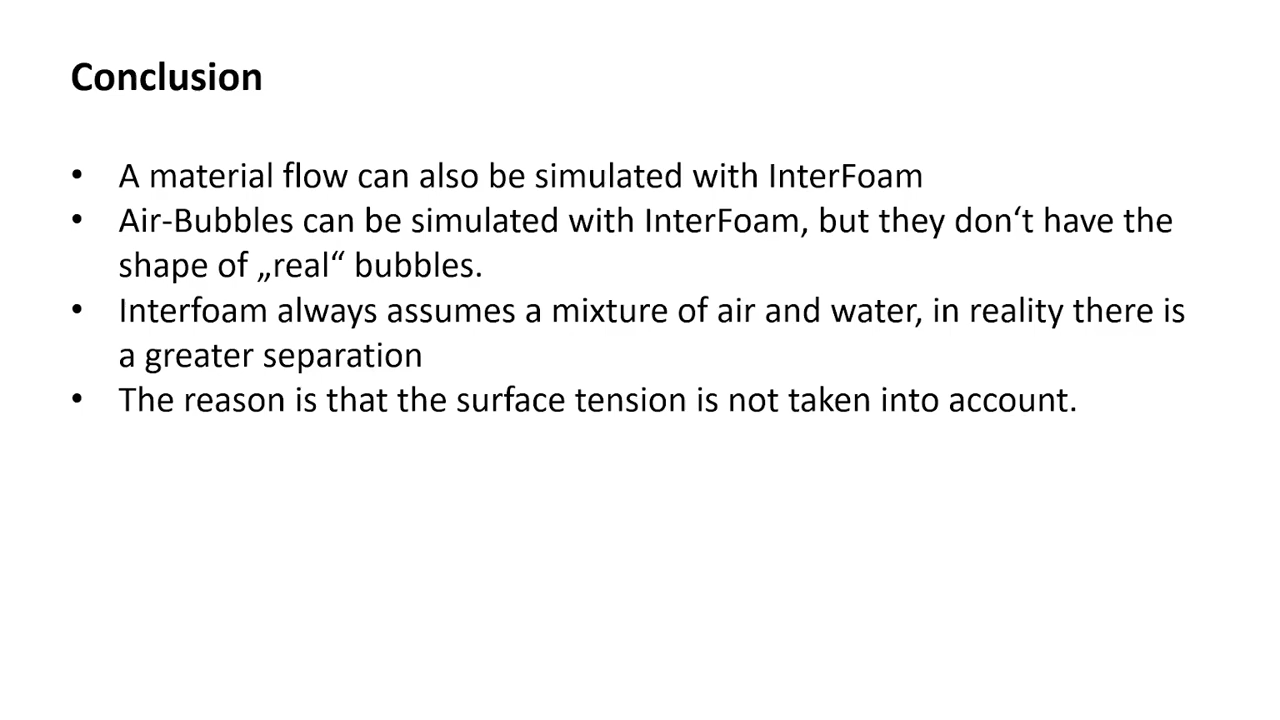 Conclusion
• A material flow can also be simulated with InterFoam
• Air-Bubbles can be simulated with InterFoam, but they don‘t have the
shape of „real“ bubbles.
• Interfoam always assumes a mixture of air and water, in reality there is
a greater separation
• The reason is that the surface tension is not taken into account.